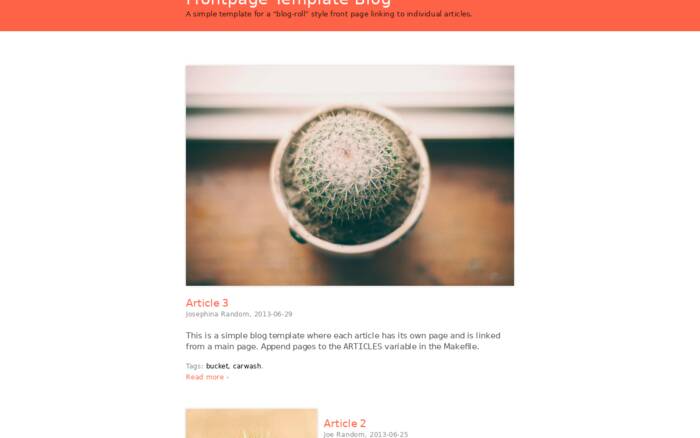 Frontpage Template Blog
A simple template for a "blog-roll" style front page linking to individual articles.
Article 3
Josephina Random, 2013-06-29
This is a simple blog template where each article has its own page and is linked
from a main page. Append pages to the ARTICLES variable in the Makefile.
Tags: bucket, carwash.
Read more ›
Article 2
Joe Random, 2013-06-25